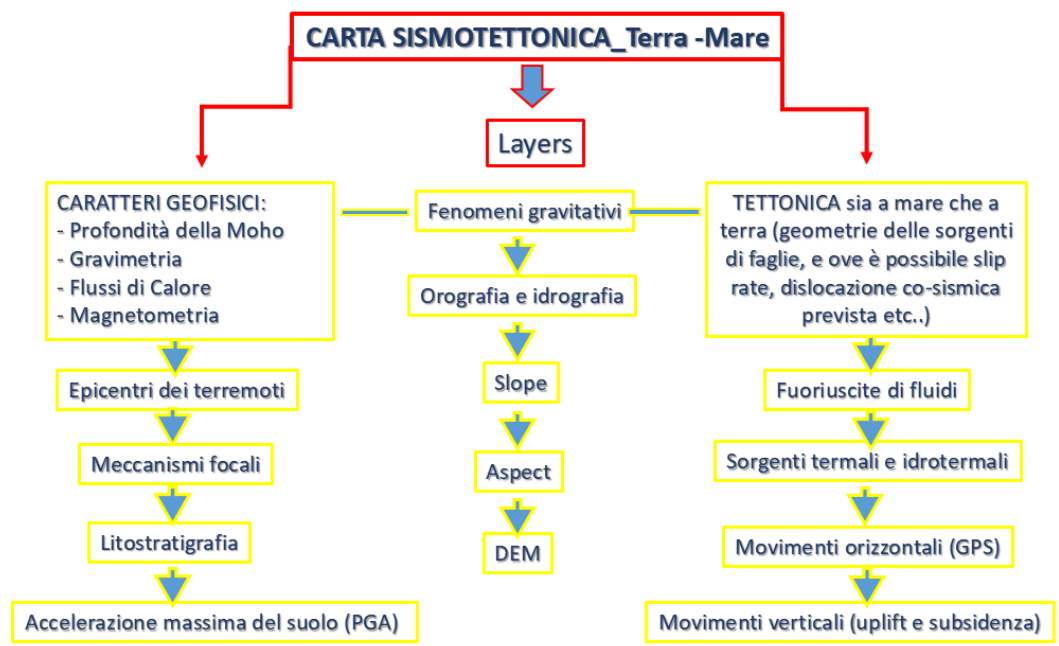 CARTA SISMOTETTONICA_Terra -Mare
Layers
CARATTERI GEOFISICI:
- Profondità della Moho
- Gravimetria
- Flussi di Calore
- Magnetometria
Epicentri dei terremoti
Meccanismi focali
Litostratigrafia
Accelerazione massima del suolo (PGA)
Fenomeni gravitativi
Orografia e idrografia
Slope
Aspect
DEM
TETTONICA sia a mare che a
terra (geometrie delle sorgenti
di faglie, e ove è possibile slip
rate, dislocazione co-sismica
prevista etc..)
Fuoriuscite di fluidi
Sorgenti termali e idrotermali
Movimenti orizzontali (GPS)
Movimenti verticali (uplift e subsidenza)